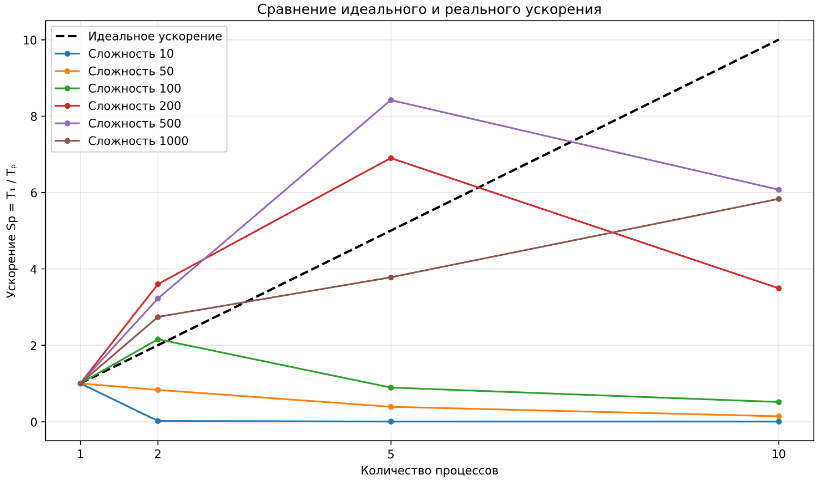 Сравнение идеального и реального ускорения
Ускорение Sp = T₁ / Tₚ
10
8
6
4
2
0
Идеальное ускорение
Сложность 10
Сложность 50
Сложность 100
Сложность 200
Сложность 500
Сложность 1000
1
2
5
10
Количество процессов